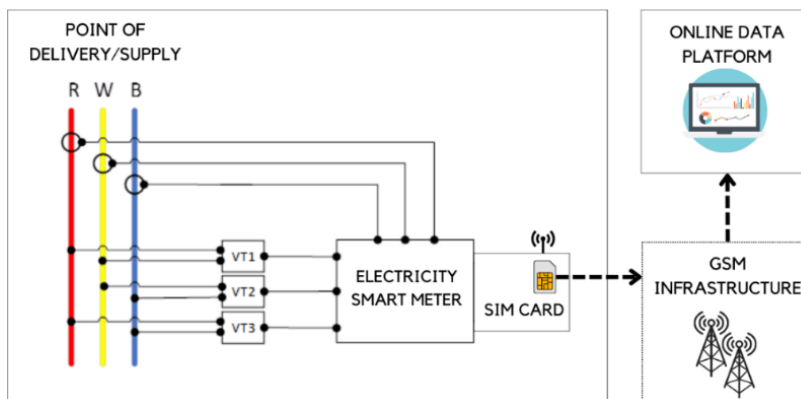 POINT OF
DELIVERY/SUPPLY
R W B
VT1
VT2
VT3
ELECTRICITY
SMART METER
SIM CARD
ONLINE DATA
PLATFORM
GSM
INFRASTRUCTURE